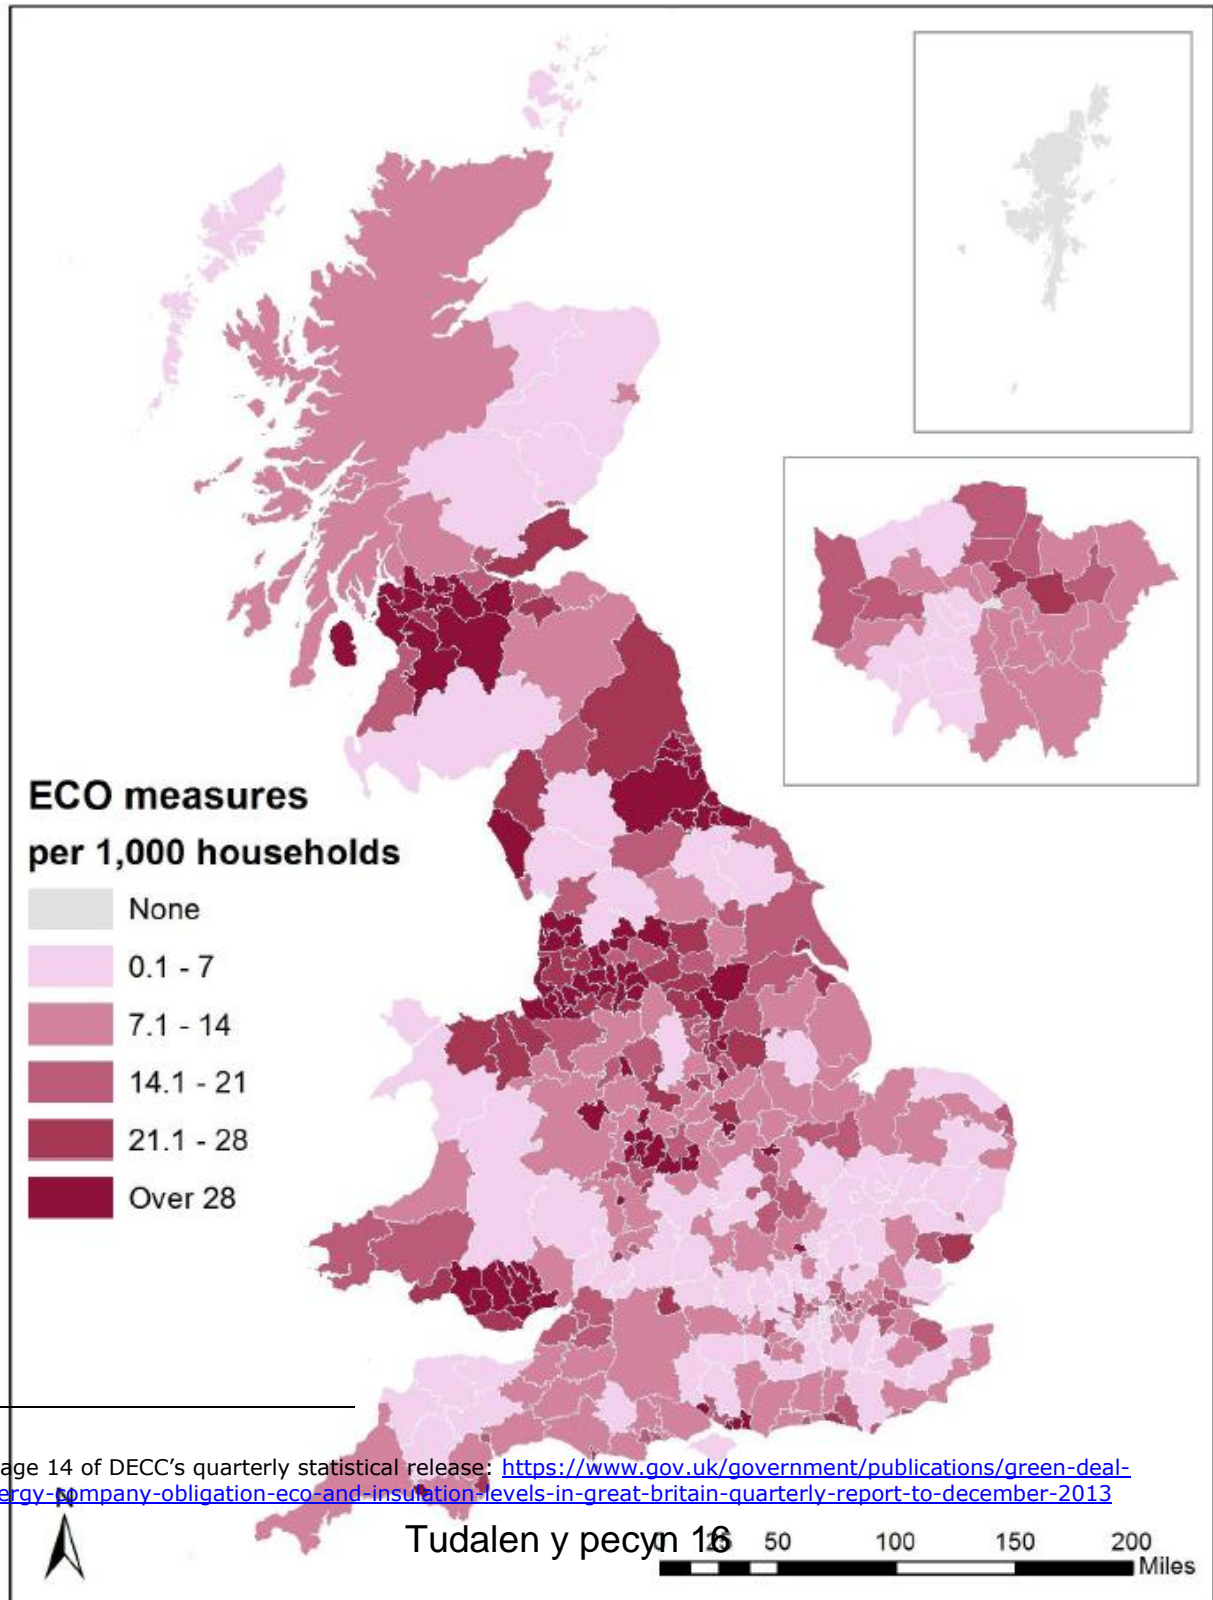 ECO measures
per 1,000 households
None
0.1 - 7
7.1 - 14
14.1 - 21
21.1 - 28
Over 28
age 14 of DECC’s quarterly statistical release: https://www.gov.uk/government/publications/green-deal-
ergy-company-obligation-eco-and-insulation-levels-in-great-britain-quarterly-report-to-december-2013
N
Tudalen y pecyn 16
0 25 50 100 150 200
Miles